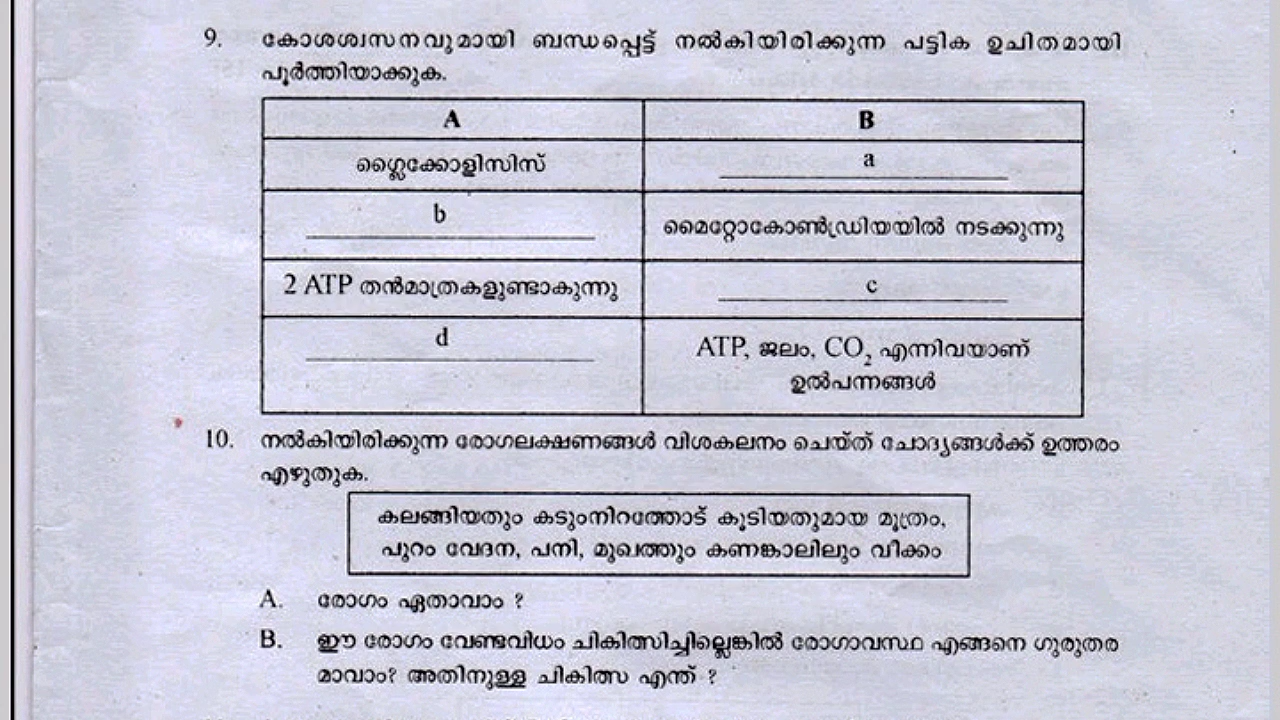 9. കോശശ്വസനവുമായി ബന്ധപ്പെട്ട് നൽകിയിരിക്കുന്ന പട്ടിക ഉചിതമായി
പൂർത്തിയാക്കുക.
A B
ഗ്ലൈക്കോളിസിസ് a
b മൈറ്റോകോൺഡ്രിയയിൽ നടക്കുന്നു
2 ATP തൻമാത്രകളുണ്ടാകുന്നു c
d ATP, ജലം, CO₂ എന്നിവയാണ്
ഉൽപന്നങ്ങൾ
10. നൽകിയിരിക്കുന്ന രോഗലക്ഷണങ്ങൾ വിശകലനം ചെയ്ത് ചോദ്യങ്ങൾക്ക് ഉത്തരം
എഴുതുക.
കലങ്ങിയതും കടുംനിറത്തോട് കൂടിയതുമായ മൂത്രം,
പുറം വേദന, പനി, മുഖത്തും കണങ്കാലിലും വീക്കം
A. രോഗം ഏതാവാം ?
B. ഈ രോഗം വേണ്ടവിധം ചികിത്സിച്ചില്ലെങ്കിൽ രോഗാവസ്ഥ എങ്ങനെ ഗുരുതര
മാവാം? അതിനുള്ള ചികിത്സ എന്ത് ?